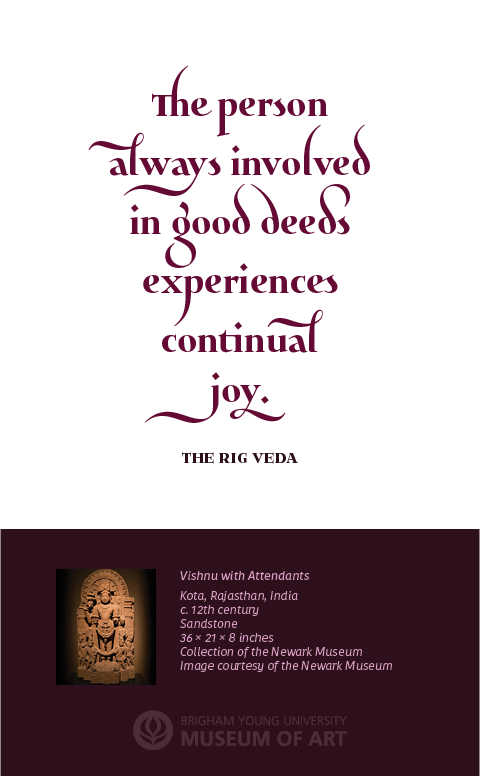 The person
always involved
in good deeds
experiences
continual
joy.
THE RIG VEDA
Vishnu with Attendants
Kota, Rajasthan, India
c. 12th century
Sandstone
36 × 21 × 8 inches
Collection of the Newark Museum
Image courtesy of the Newark Museum
BRIGHAM YOUNG UNIVERSITY
MUSEUM OF ART